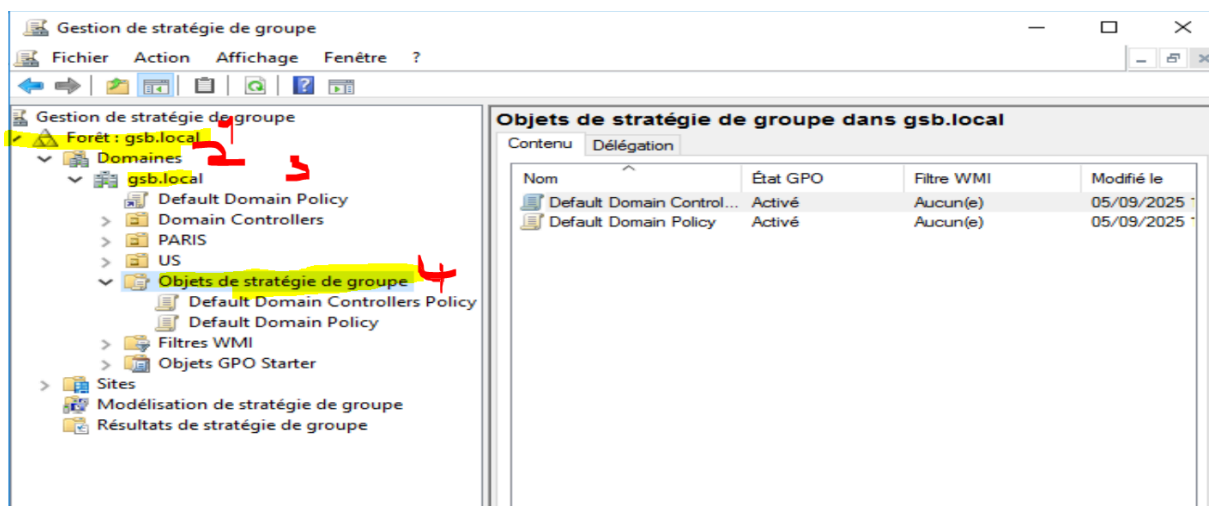 Gestion de stratégie de groupe
Fichier Action Affichage Fenêtre ?
Gestion de stratégie de groupe
Forêt : gsb.local 1
Domaines 2
gsb.local 3
Default Domain Policy
Domain Controllers
PARIS
US
Objets de stratégie de groupe 4
Default Domain Controllers Policy
Default Domain Policy
Filtres WMI
Objets GPO Starter
Sites
Modélisation de stratégie de groupe
Résultats de stratégie de groupe
Objets de stratégie de groupe dans gsb.local
Contenu Délégation
Nom État GPO Filtre WMI Modifié le
Default Domain Control... Activé Aucun(e) 05/09/2025
Default Domain Policy Activé Aucun(e) 05/09/2025